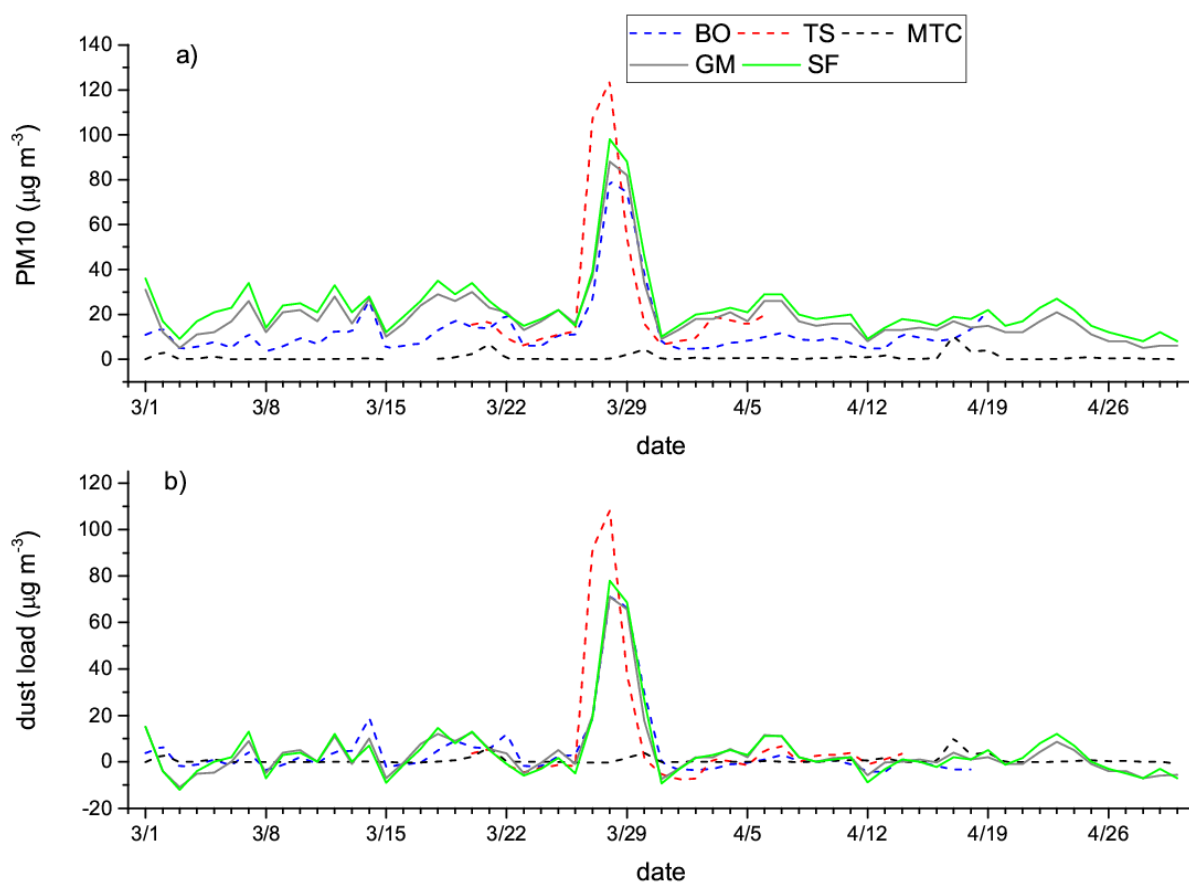 BO TS MTC
GM SF
a)
140
120
100
80
60
40
20
0
PM10 (µg m-3)
3/1 3/8 3/15 3/22 3/29 4/5 4/12 4/19 4/26
date
b)
120
100
80
60
40
20
0
-20
dust load (µg m-3)
3/1 3/8 3/15 3/22 3/29 4/5 4/12 4/19 4/26
date